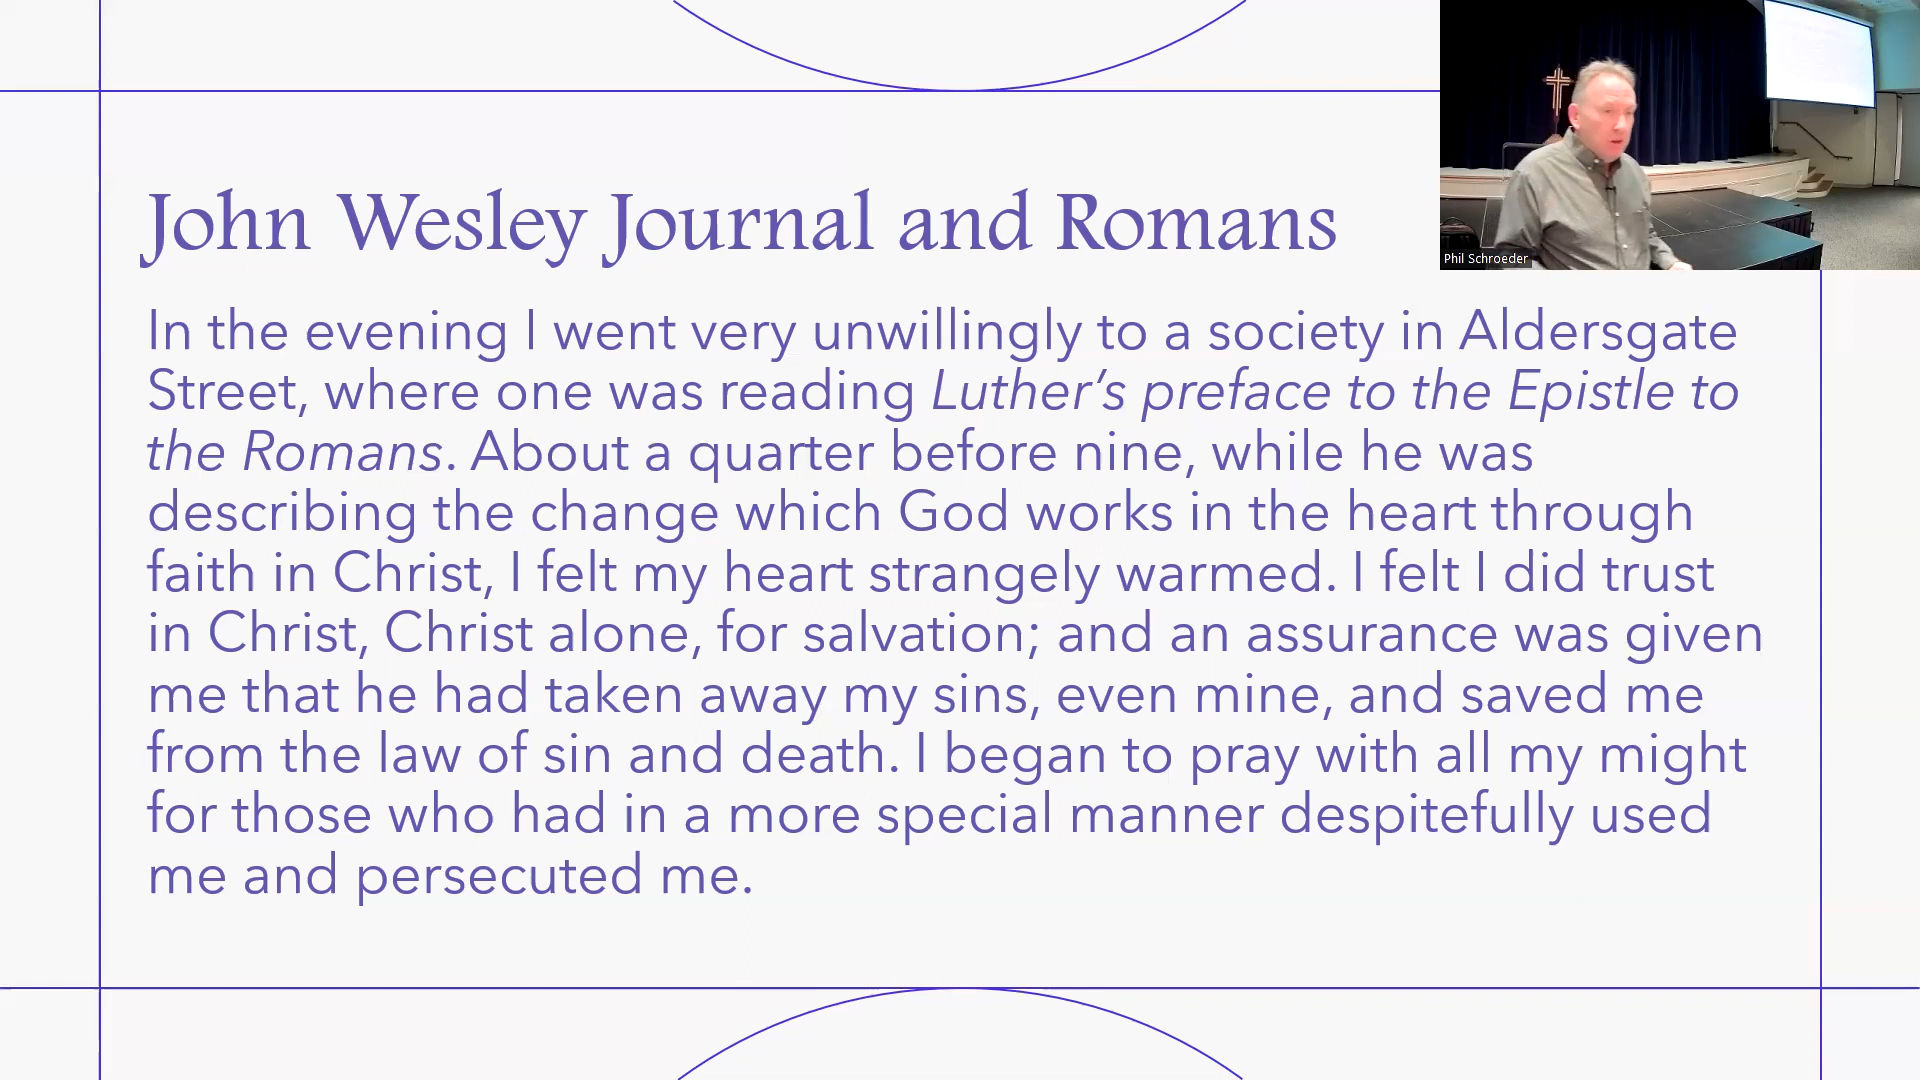 John Wesley Journal and Romans
In the evening I went very unwillingly to a society in Aldersgate
Street, where one was reading Luther’s preface to the Epistle to
the Romans. About a quarter before nine, while he was
describing the change which God works in the heart through
faith in Christ, I felt my heart strangely warmed. I felt I did trust
in Christ, Christ alone, for salvation; and an assurance was given
me that he had taken away my sins, even mine, and saved me
from the law of sin and death. I began to pray with all my might
for those who had in a more special manner despitefully used
me and persecuted me.
Phil Schroeder